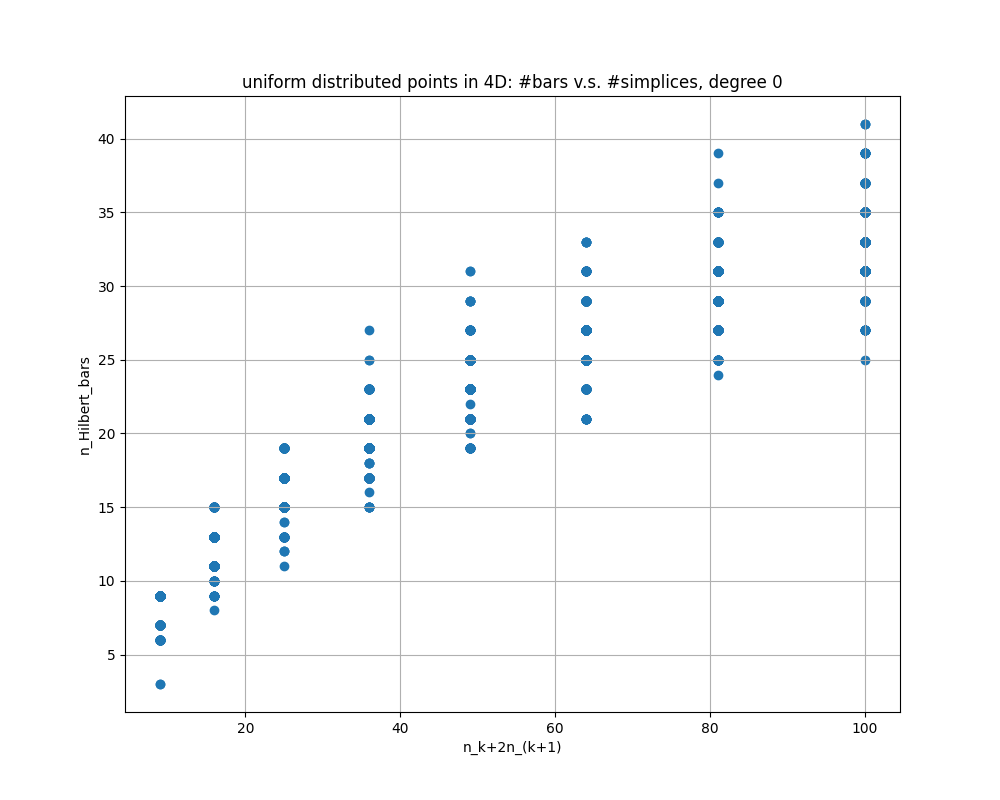 uniform distributed points in 4D: #bars v.s. #simplices, degree 0
n_Hilbert_bars
40
35
30
25
20
15
10
5
20 40 60 80 100
n_k+2n_(k+1)